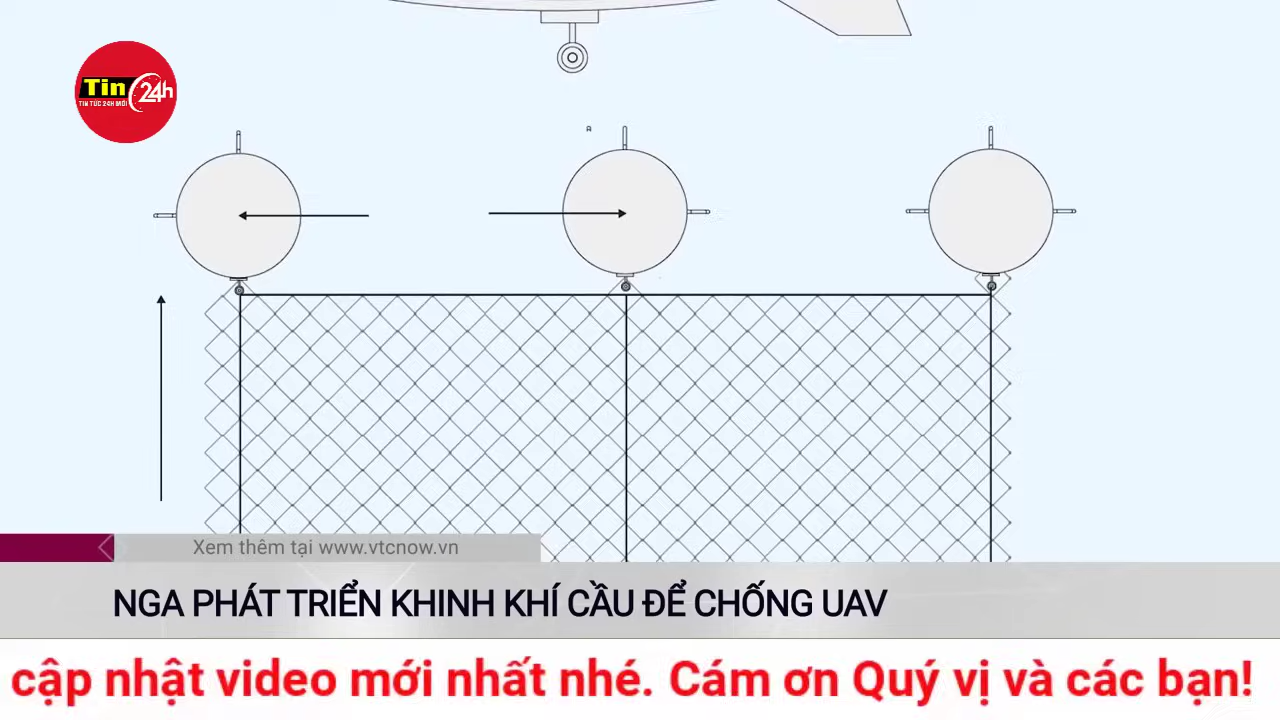 Tin
24h
TIN TỨC 24H MỚI
Xem thêm tại www.vtcnow.vn
NGA PHÁT TRIỂN KHINH KHÍ CẦU ĐỂ CHỐNG UAV
cập nhật video mới nhất nhé. Cám ơn Quý vị và các bạn!